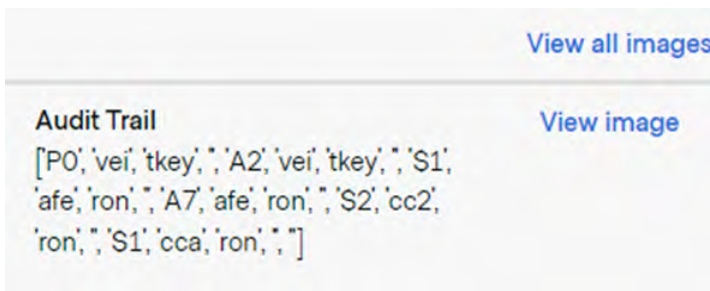 View all images
Audit Trail
View image
['P0', 'vei', 'tkey', '', 'A2', 'vei', 'tkey', '', 'S1',
'afe', 'ron', '', 'A7', 'afe', 'ron', '', 'S2', 'cc2',
'ron', '', 'S1', 'cca', 'ron', '', '']